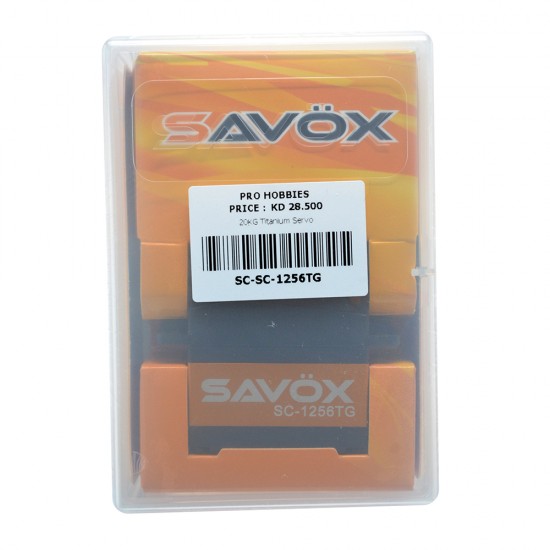 SAVÖX
PRO HOBBIES
PRICE : KD 28.500
20KG Titanium Servo
SC-SC-1256TG
SAVÖX
SC-1256TG